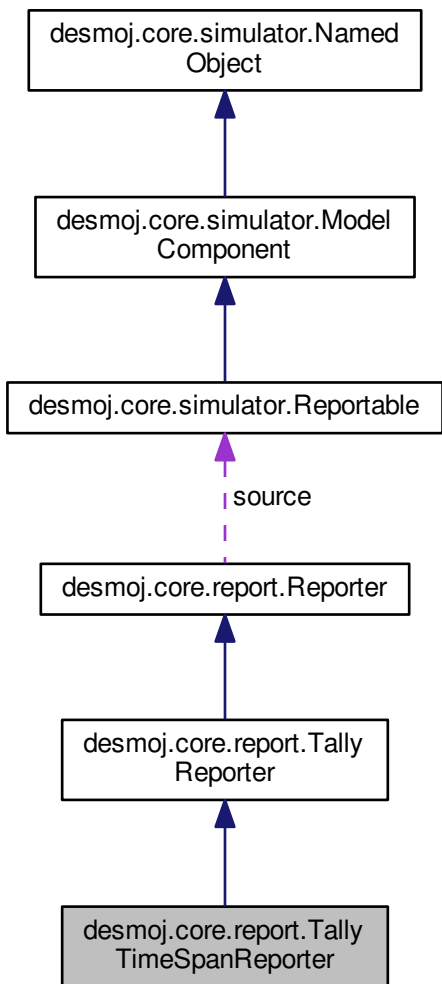 desmoj.core.simulator.Named
Object
desmoj.core.simulator.Model
Component
desmoj.core.simulator.Reportable
source
desmoj.core.report.Reporter
desmoj.core.report.Tally
Reporter
desmoj.core.report.Tally
TimeSpanReporter